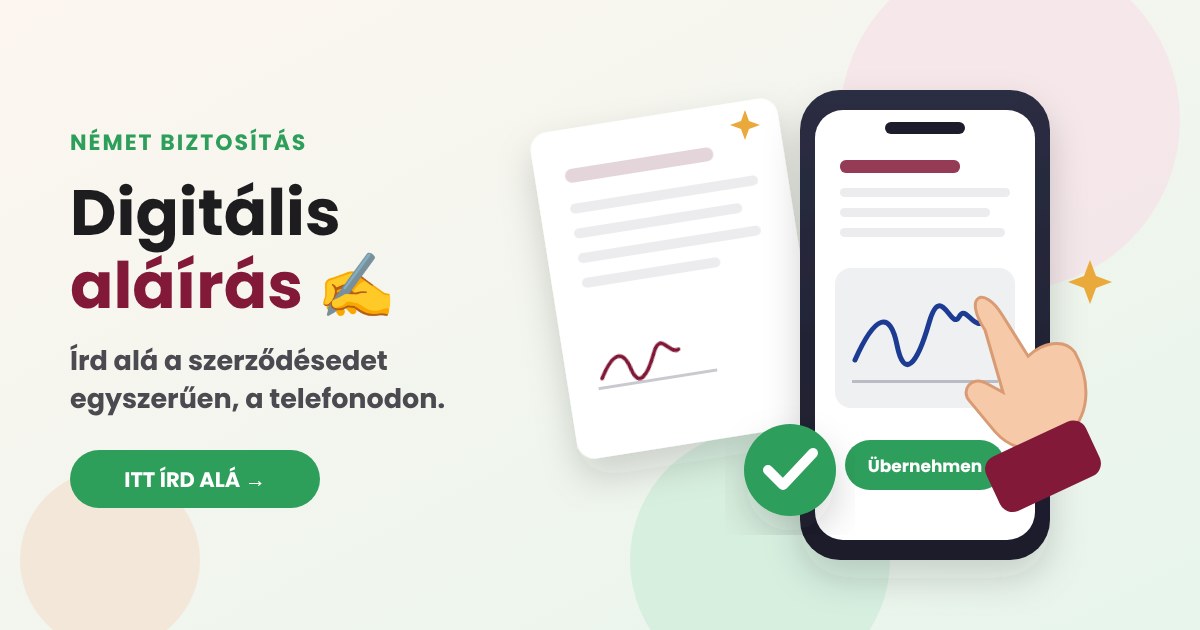 NÉMET BIZTOSÍTÁS
Digitális
aláírás ✍️
Írd alá a szerződésedet
egyszerűen, a telefonodon.
ITT ÍRD ALÁ →
Übernehmen